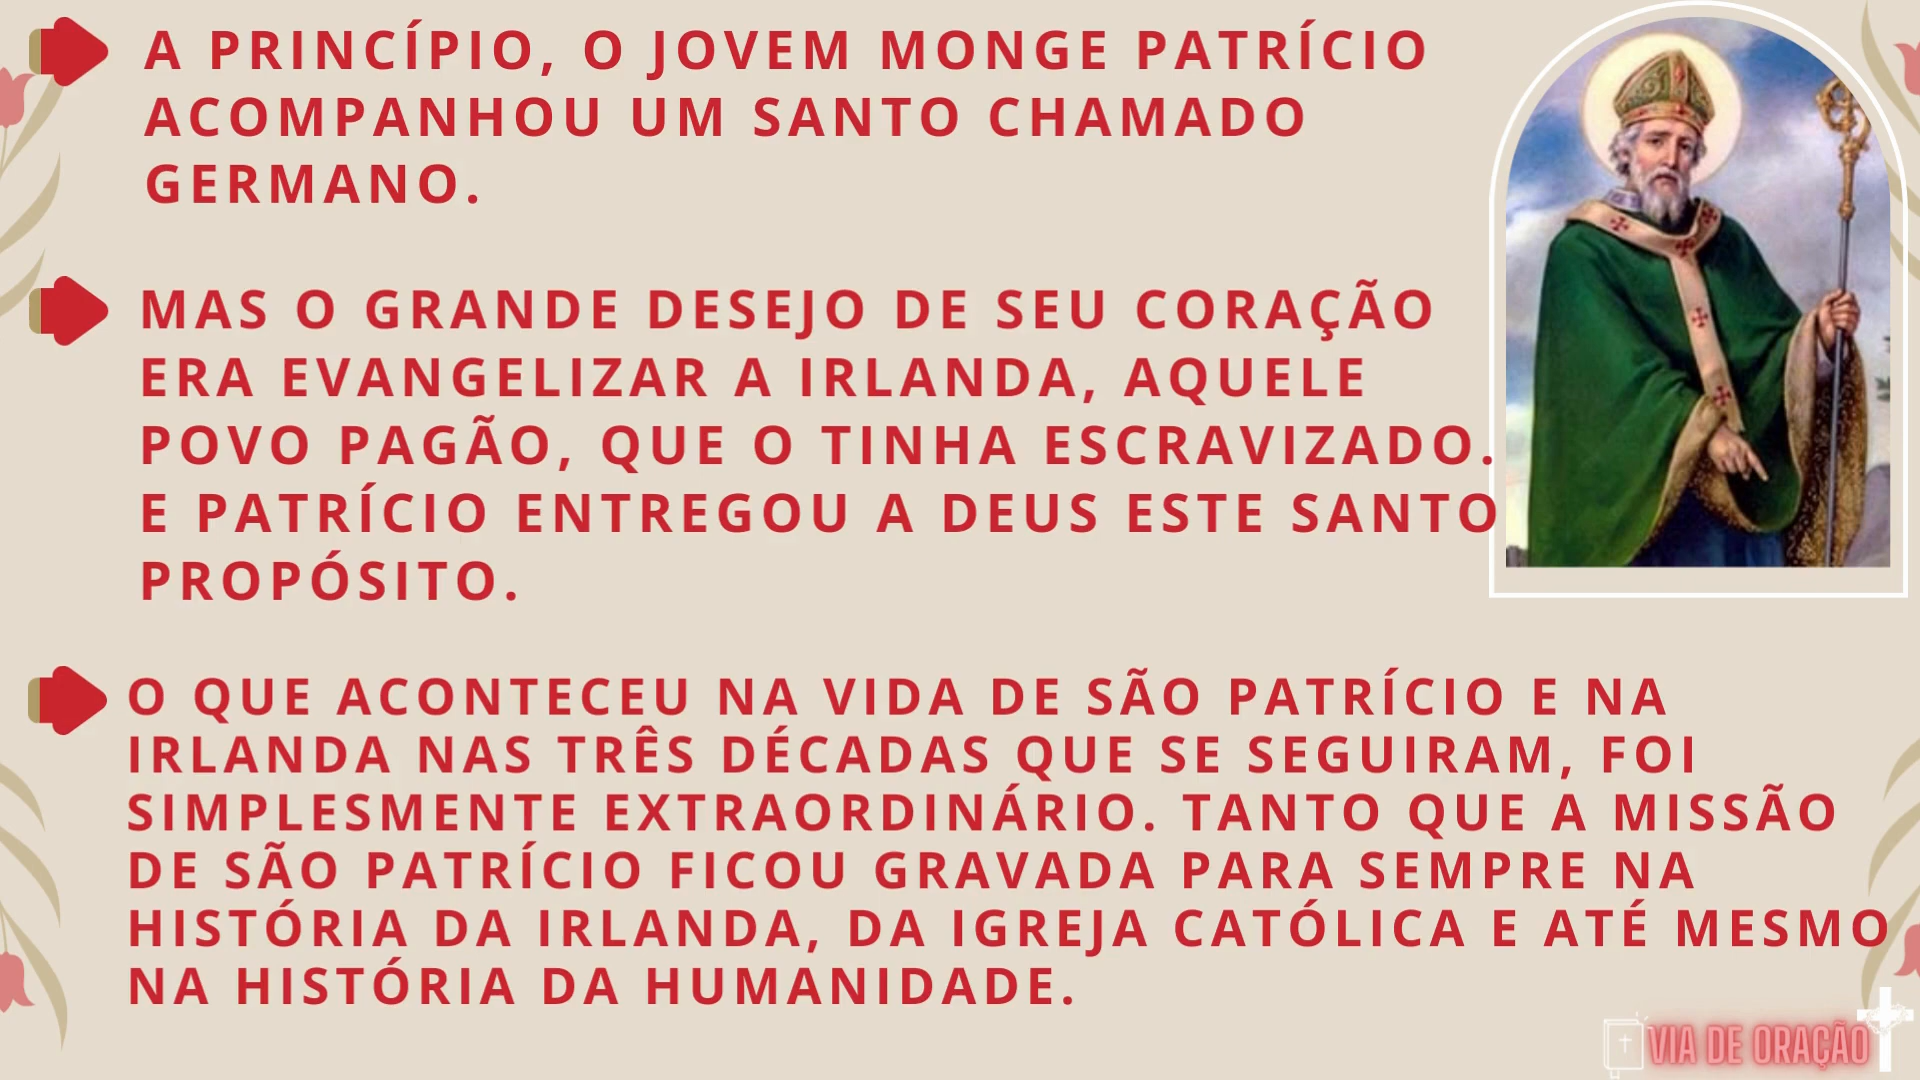 A PRINCÍPIO, O JOVEM MONGE PATRÍCIO
ACOMPANHOU UM SANTO CHAMADO
GERMANO.
MAS O GRANDE DESEJO DE SEU CORAÇÃO
ERA EVANGELIZAR A IRLANDA, AQUELE
POVO PAGÃO, QUE O TINHA ESCRAVIZADO.
E PATRÍCIO ENTREGOU A DEUS ESTE SANTO
PROPÓSITO.
O QUE ACONTECEU NA VIDA DE SÃO PATRÍCIO E NA
IRLANDA NAS TRÊS DÉCADAS QUE SE SEGUIRAM, FOI
SIMPLESMENTE EXTRAORDINÁRIO. TANTO QUE A MISSÃO
DE SÃO PATRÍCIO FICOU GRAVADA PARA SEMPRE NA
HISTÓRIA DA IRLANDA, DA IGREJA CATÓLICA E ATÉ MESMO
NA HISTÓRIA DA HUMANIDADE.
VIA DE ORAÇÃO